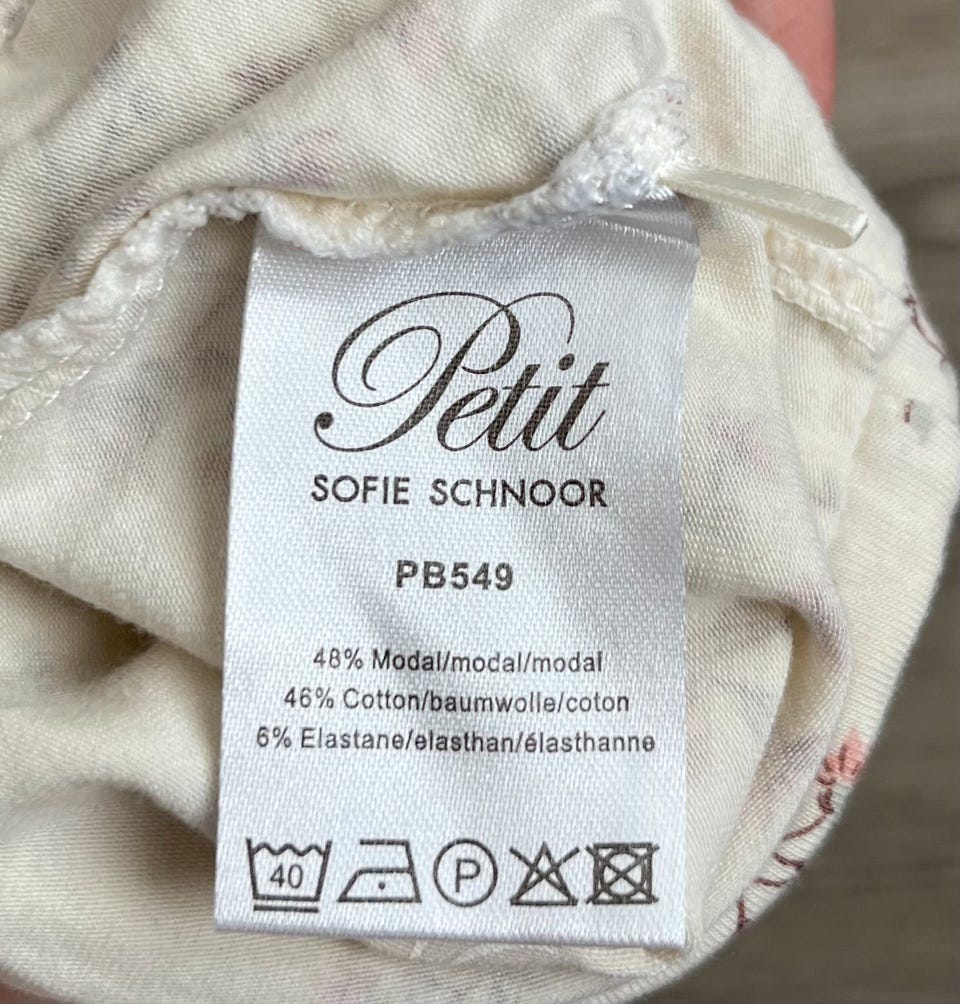 Petit
SOFIE SCHNOOR
PB549
48% Modal/modal/modal
46% Cotton/baumwolle/coton
6% Elastane/elasthan/élasthanne
40 P